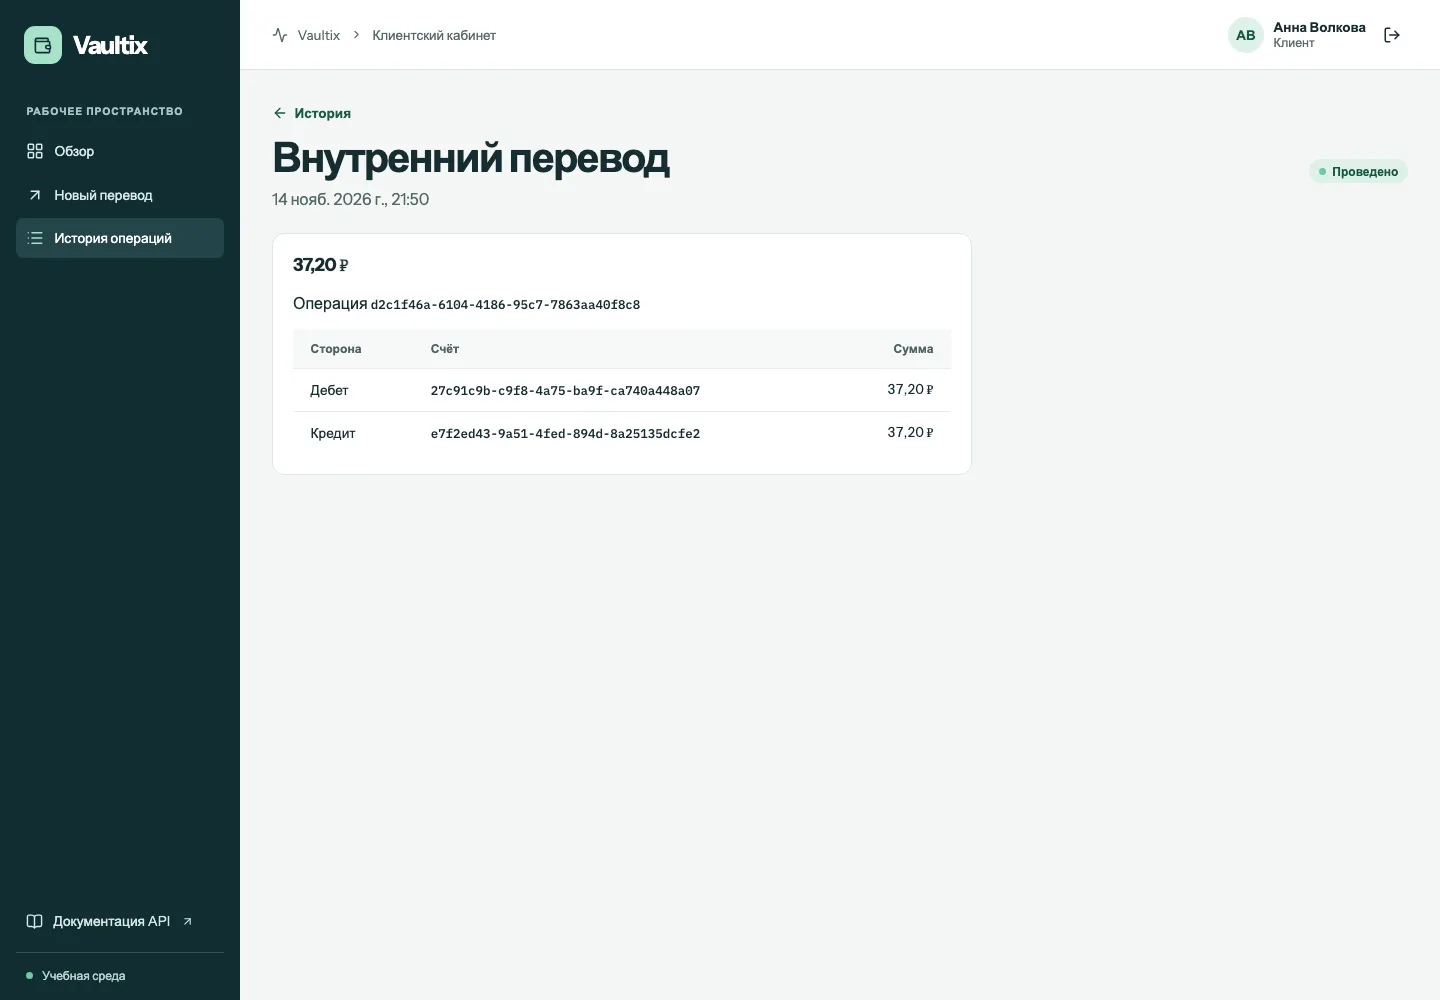 Vaultix
РАБОЧЕЕ ПРОСТРАНСТВО
Обзор
Новый перевод
История операций
Документация API
Учебная среда
Vaultix > Клиентский кабинет
АВ
Анна Волкова
Клиент
История
Внутренний перевод
14 нояб. 2026 г., 21:50
Проведено
37,20 ₽
Операция d2c1f46a-6104-4186-95c7-7863aa40f8c8
Сторона Счёт Сумма
Дебет 27c91c9b-c9f8-4a75-ba9f-ca740a448a07 37,20 ₽
Кредит e7f2ed43-9a51-4fed-894d-8a25135dcfe2 37,20 ₽